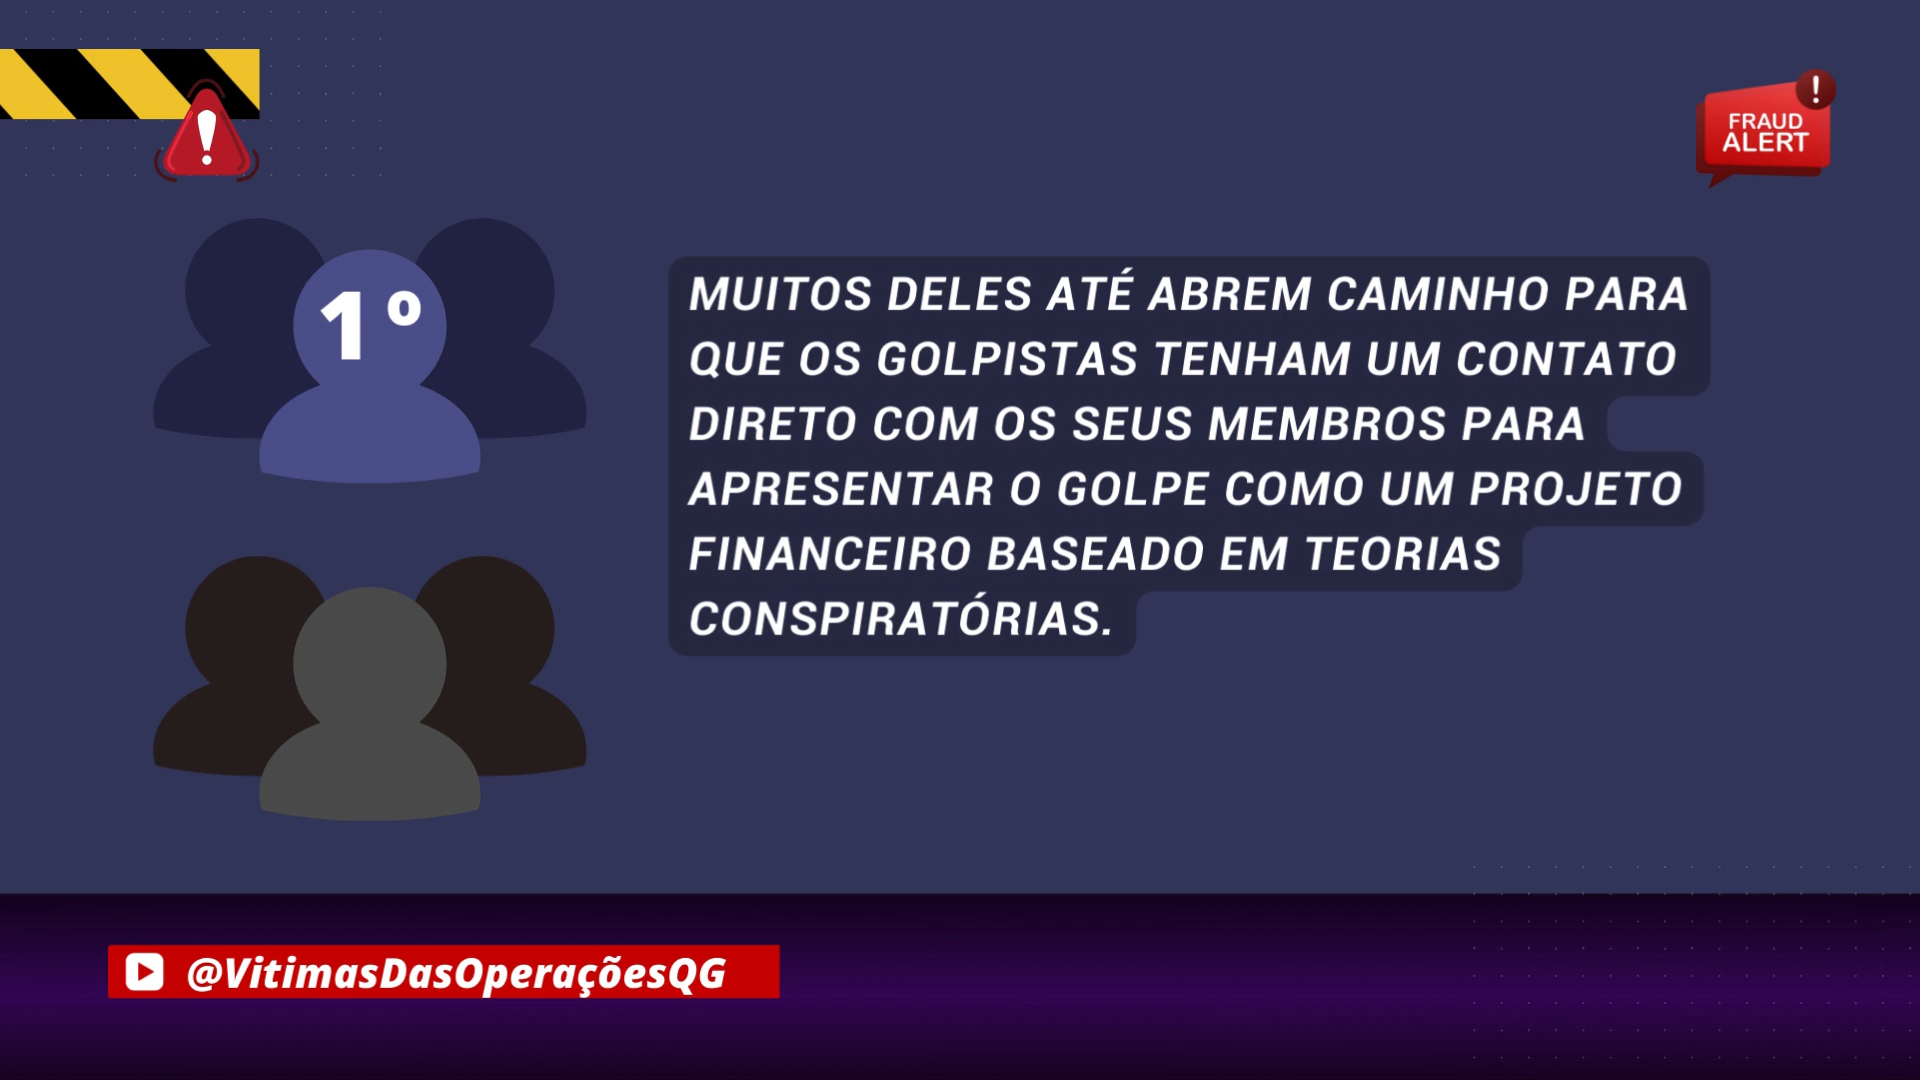 FRAUD
ALERT
1º
MUITOS DELES ATÉ ABREM CAMINHO PARA
QUE OS GOLPISTAS TENHAM UM CONTATO
DIRETO COM OS SEUS MEMBROS PARA
APRESENTAR O GOLPE COMO UM PROJETO
FINANCEIRO BASEADO EM TEORIAS
CONSPIRATÓRIAS.
@VitimasDasOperaçõesQG